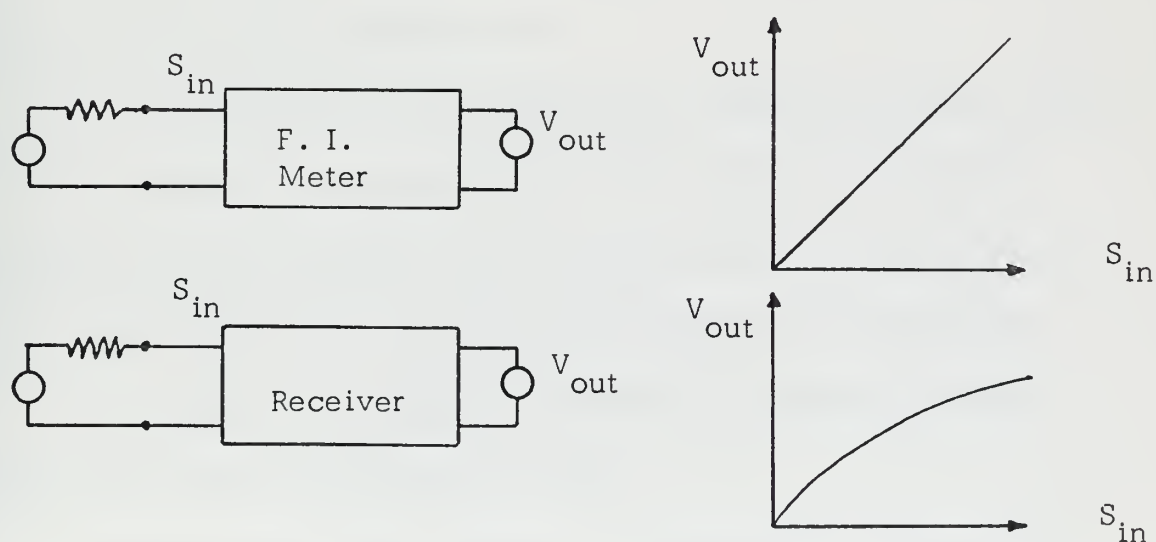 S_in
F. I.
Meter
V_out
V_out
S_in
S_in
Receiver
V_out
V_out
S_in